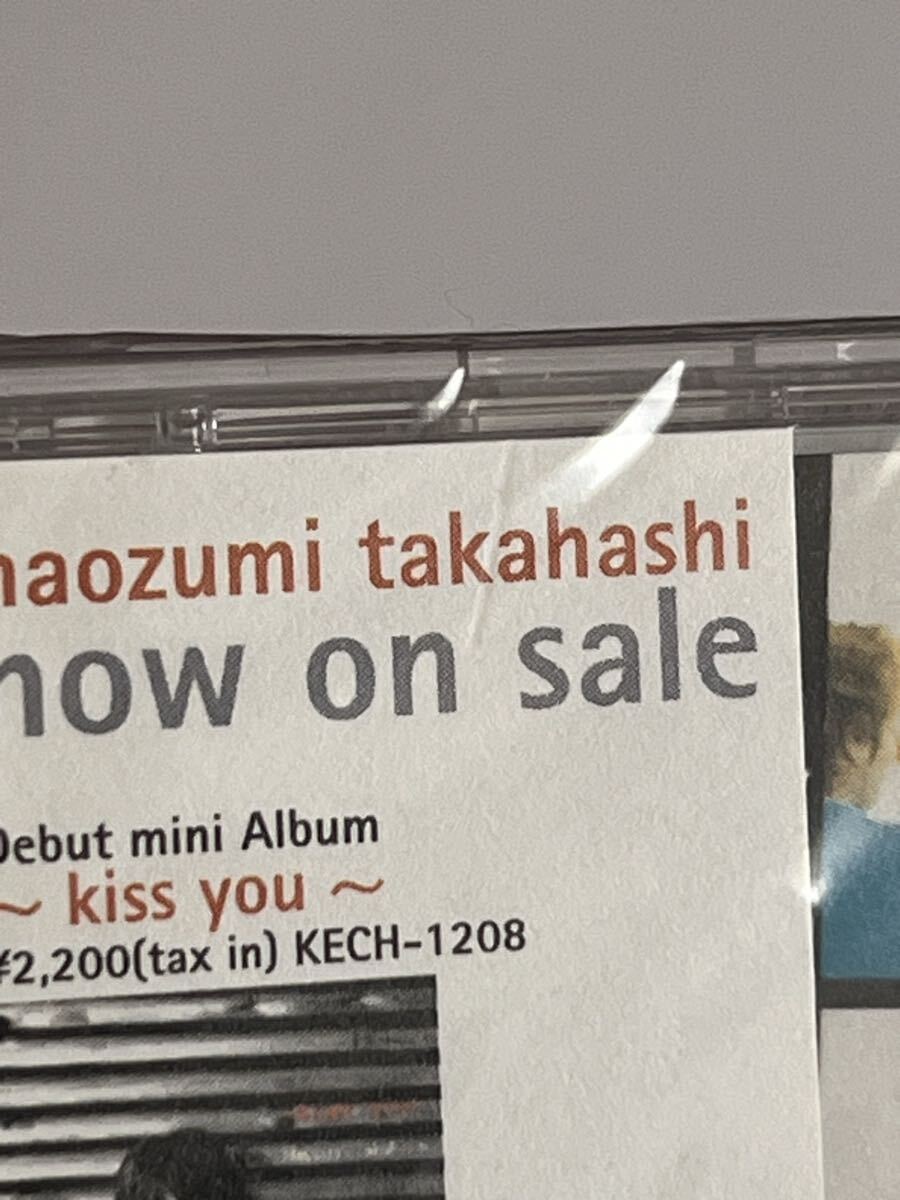 naozumi takahashi
now on sale
Debut mini Album
～ kiss you ～
¥2,200(tax in) KECH-1208